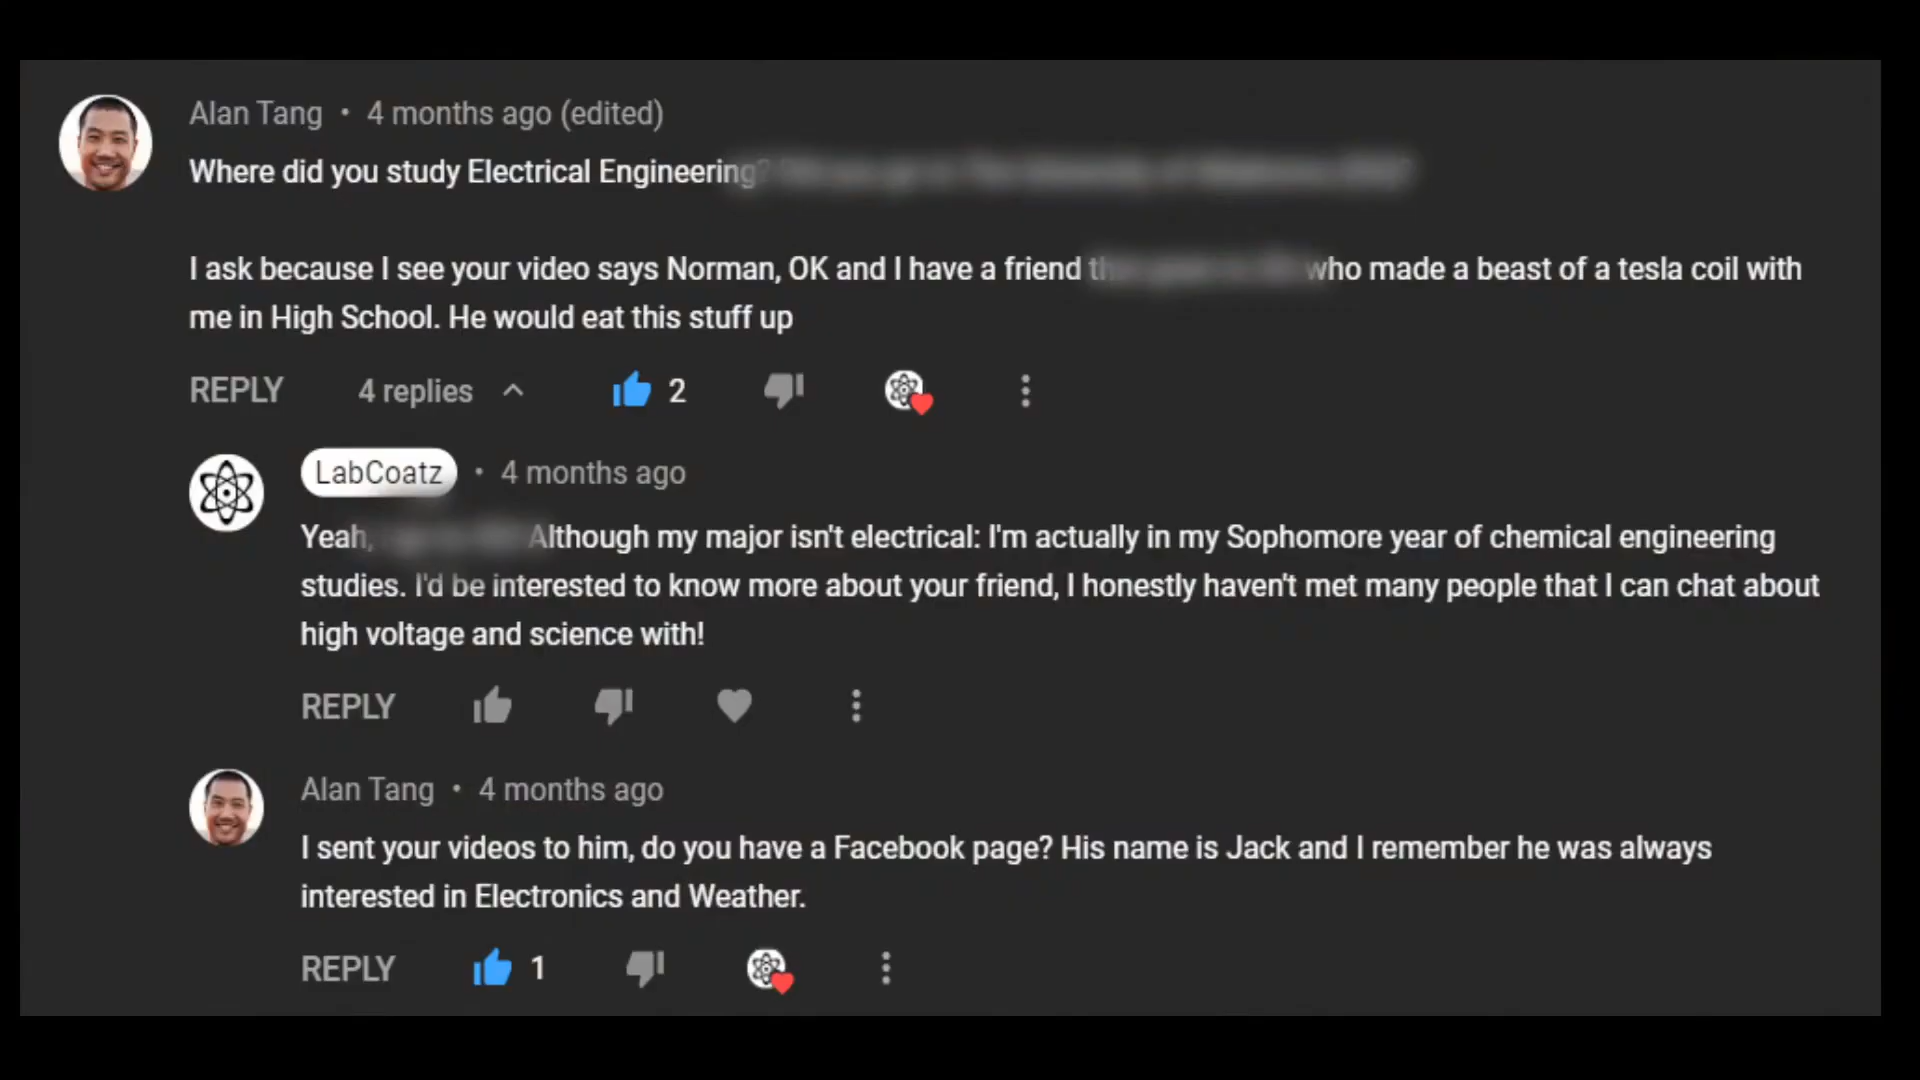 Alan Tang • 4 months ago (edited)
Where did you study Electrical Engineering?
I ask because I see your video says Norman, OK and I have a friend who made a beast of a tesla coil with
me in High School. He would eat this stuff up
REPLY 4 replies 2
LabCoatz • 4 months ago
Yeah, Although my major isn't electrical: I'm actually in my Sophomore year of chemical engineering
studies. I'd be interested to know more about your friend, I honestly haven't met many people that I can chat about
high voltage and science with!
REPLY
Alan Tang • 4 months ago
I sent your videos to him, do you have a Facebook page? His name is Jack and I remember he was always
interested in Electronics and Weather.
REPLY 1